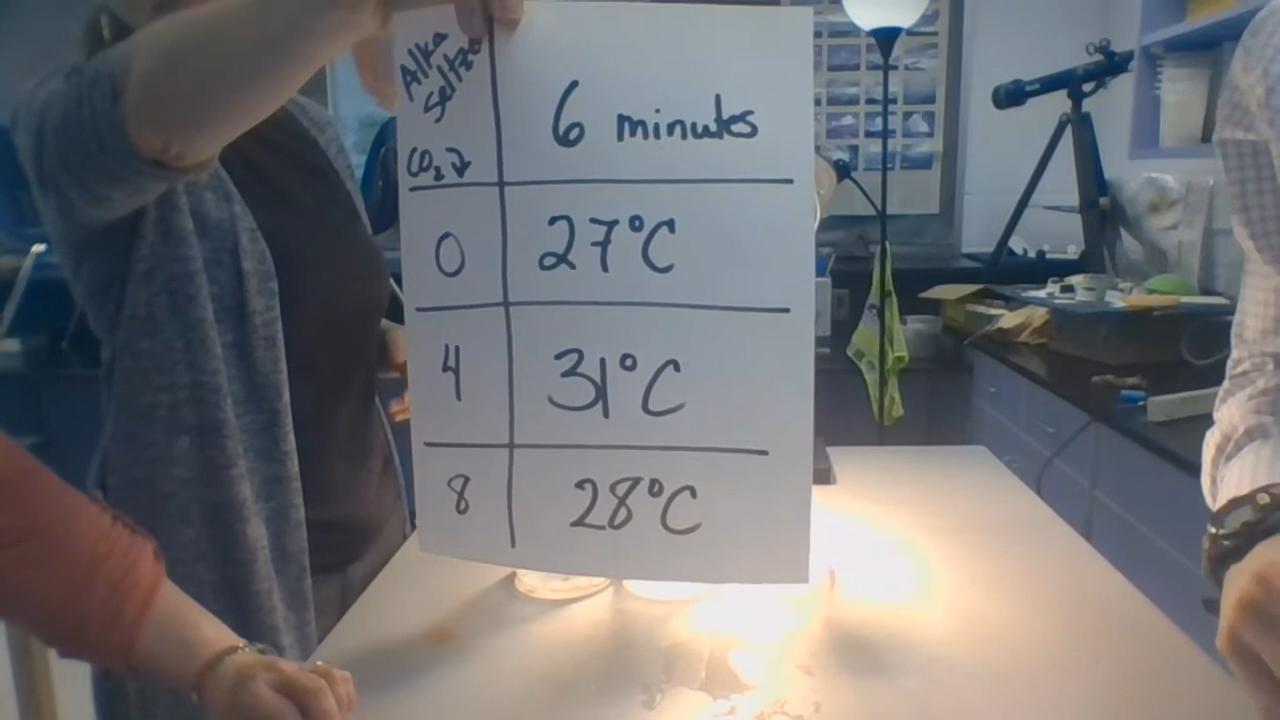 Alka
Seltzer
CO₂↴
6 minutes
0 27°C
4 31°C
8 28°C